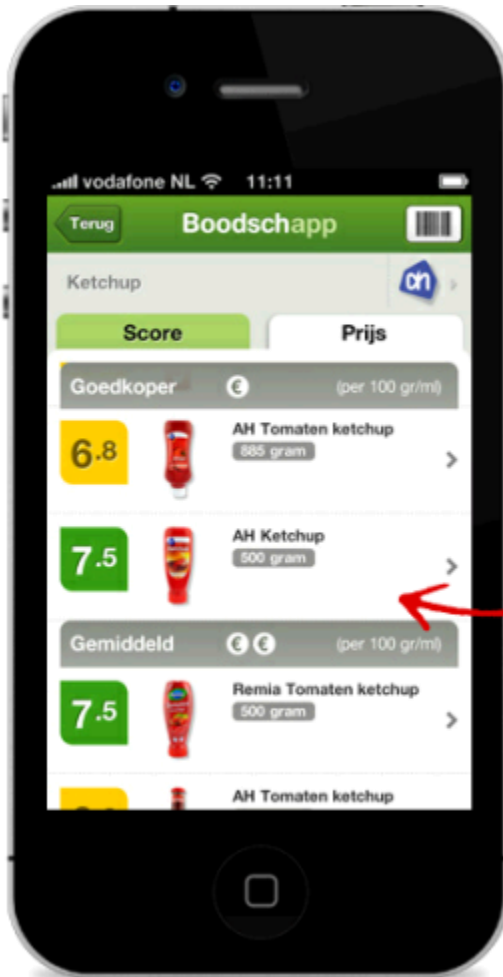 vodafone NL 11:11
Terug Boodschapp
Ketchup ah
Score Prijs
Goedkoper € (per 100 gr/ml)
6.8 AH Tomaten ketchup
885 gram
7.5 AH Ketchup
500 gram
Gemiddeld € € (per 100 gr/ml)
7.5 Remia Tomaten ketchup
500 gram
AH Tomaten ketchup